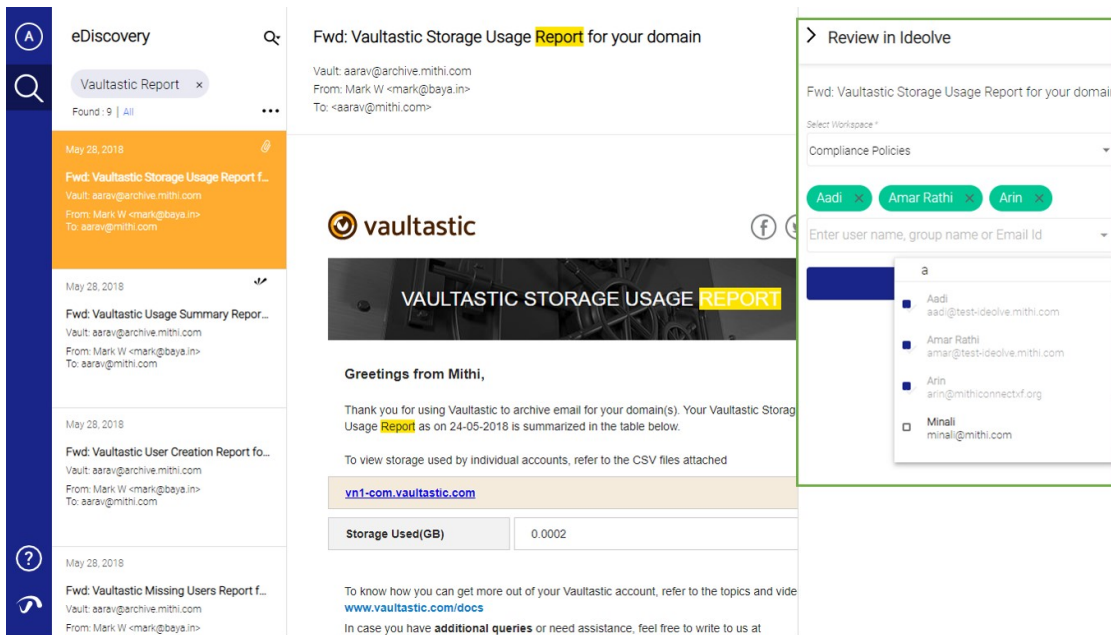 A
eDiscovery
Vaultastic Report ×
Found : 9 | All
May 28, 2018
Fwd: Vaultastic Storage Usage Report f...
Vault: aarav@archive.mithi.com
From: Mark W <mark@baya.in>
To: aarav@mithi.com
May 28, 2018
Fwd: Vaultastic Usage Summary Repor...
Vault: aarav@archive.mithi.com
From: Mark W <mark@baya.in>
To: aarav@mithi.com
May 28, 2018
Fwd: Vaultastic User Creation Report fo...
Vault: aarav@archive.mithi.com
From: Mark W <mark@baya.in>
To: aarav@mithi.com
May 28, 2018
Fwd: Vaultastic Missing Users Report f...
Vault: aarav@archive.mithi.com
From: Mark W <mark@baya.in>
Fwd: Vaultastic Storage Usage Report for your domain
Vault: aarav@archive.mithi.com
From: Mark W <mark@baya.in>
To: <aarav@mithi.com>
vaultastic
VAULTASTIC STORAGE USAGE REPORT
Greetings from Mithi,
Thank you for using Vaultastic to archive email for your domain(s). Your Vaultastic Storag
Usage Report as on 24-05-2018 is summarized in the table below.
To view storage used by individual accounts, refer to the CSV files attached
vn1-com.vaultastic.com
Storage Used(GB) 0.0002
To know how you can get more out of your Vaultastic account, refer to the topics and vide
www.vaultastic.com/docs
In case you have additional queries or need assistance, feel free to write to us at
Review in Ideolve
Fwd: Vaultastic Storage Usage Report for your domain
Select Workspace *
Compliance Policies
Aadi × Amar Rathi × Arin ×
Enter user name, group name or Email Id
a
Aadi
aadi@test-ideolve.mithi.com
Amar Rathi
amar@test-ideolve.mithi.com
Arin
arin@mithiconnectxf.org
Minali
minali@mithi.com